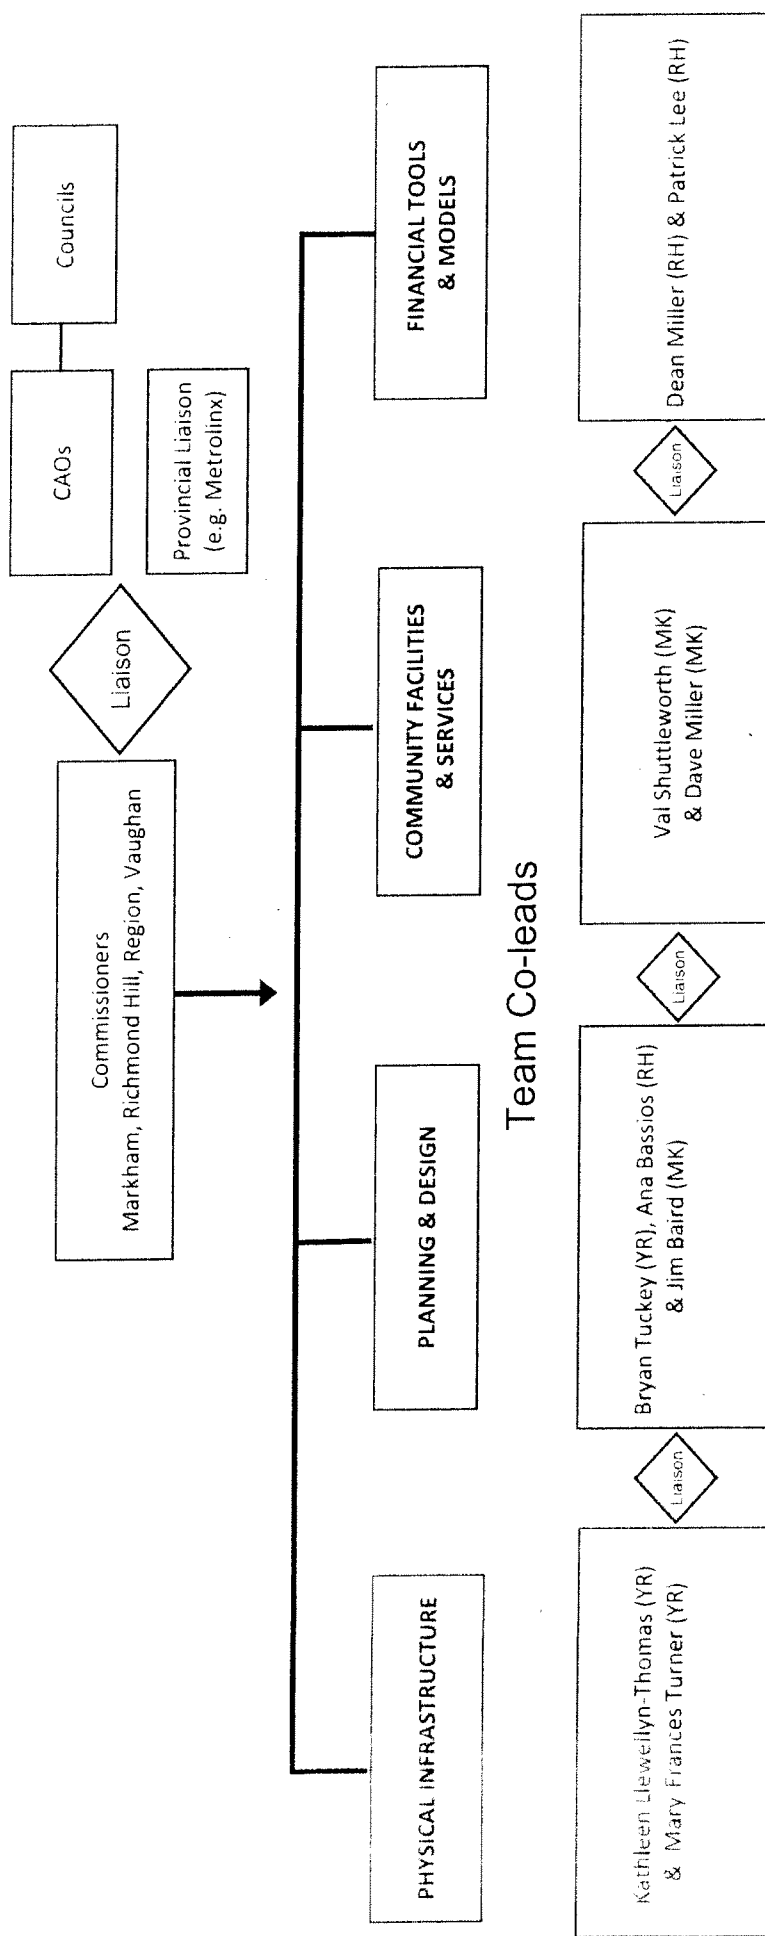 Commissioners
Markham, Richmond Hill, Region, Vaughan
Liaison
CAOs
Councils
Provincial Liaison
(e.g. Metrolinx)
PHYSICAL INFRASTRUCTURE
PLANNING & DESIGN
COMMUNITY FACILITIES
& SERVICES
FINANCIAL TOOLS
& MODELS
Team Co-leads
Kathleen Llewellyn-Thomas (YR)
& Mary Frances Turner (YR)
Liaison
Bryan Tuckey (YR), Ana Bassios (RH)
& Jim Baird (MK)
Liaison
Val Shuttleworth (MK)
& Dave Miller (MK)
Liaison
Dean Miller (RH) & Patrick Lee (RH)